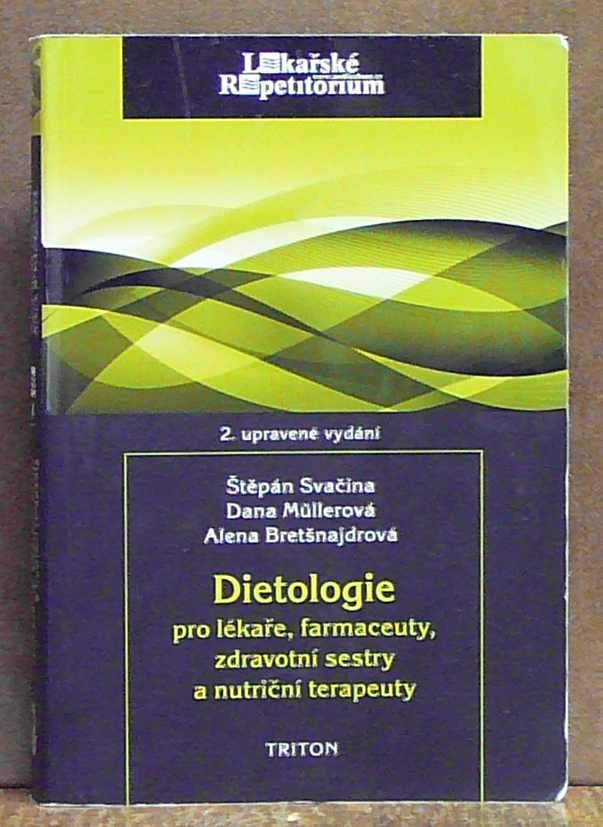 Lékařské
Repetitorium
2. upravené vydání
Štěpán Svačina
Dana Müllerová
Alena Bretšnajdrová
Dietologie
pro lékaře, farmaceuty,
zdravotní sestry
a nutriční terapeuty
TRITON